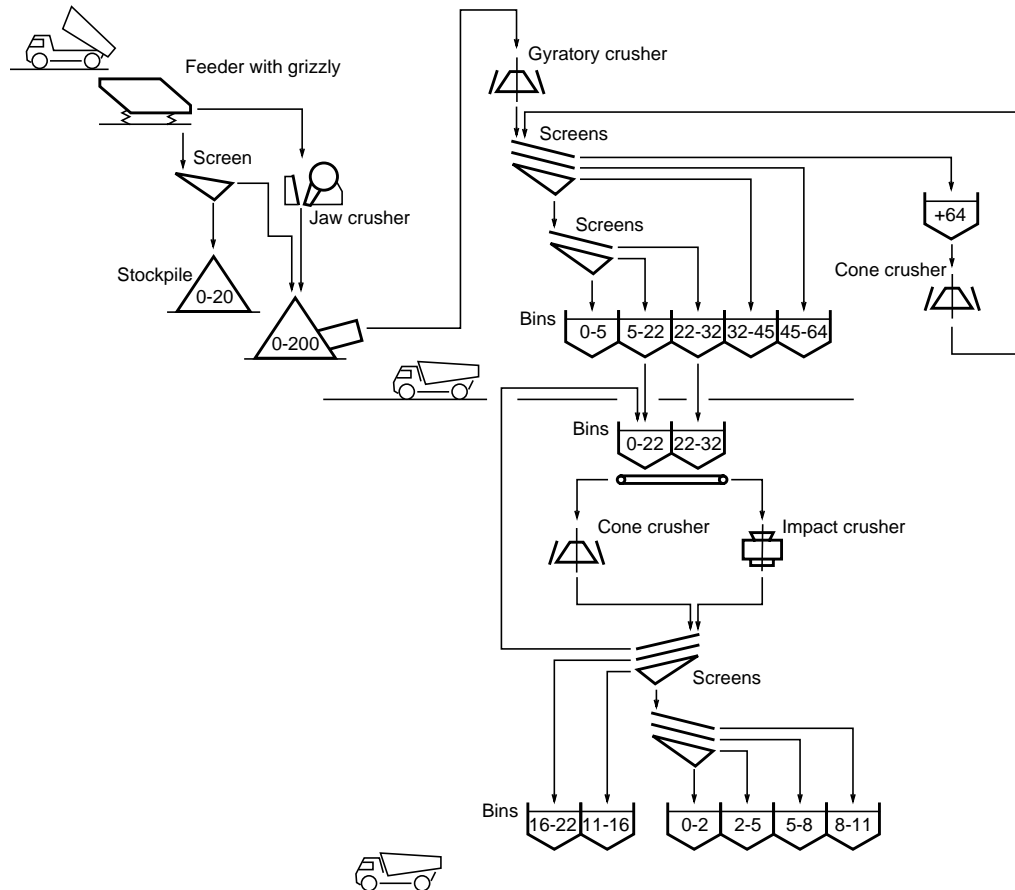 Feeder with grizzly
Gyratory crusher
Screens
Screen
Jaw crusher
+64
Screens
Cone crusher
Stockpile
0-20
0-200
Bins
0-5
5-22
22-32
32-45
45-64
Bins
0-22
22-32
Cone crusher
Impact crusher
Screens
Bins
16-22
11-16
0-2
2-5
5-8
8-11